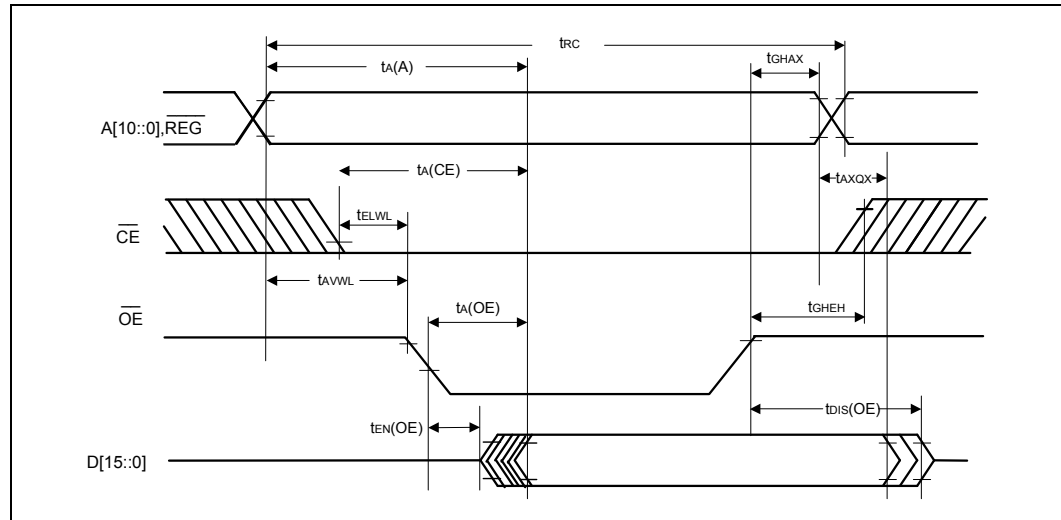 tRC
tA(A)
tGHAX
A[10::0],REG
tA(CE)
tAXQX
tELWL
CE
tAVWL
tA(OE)
tGHEH
OE
tDIS(OE)
tEN(OE)
D[15::0]